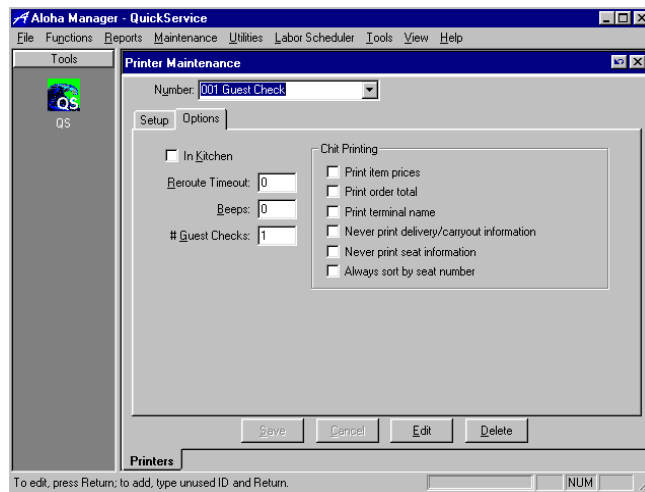 Aloha Manager - QuickService
File Functions Reports Maintenance Utilities Labor Scheduler Tools View Help
Tools
QS
QS
Printer Maintenance
Number: 001 Guest Check
Setup Options
In Kitchen
Reroute Timeout: 0
Beeps: 0
# Guest Checks: 1
Chit Printing
Print item prices
Print order total
Print terminal name
Never print delivery/carryout information
Never print seat information
Always sort by seat number
Save Cancel Edit Delete
Printers
To edit, press Return; to add, type unused ID and Return. NUM